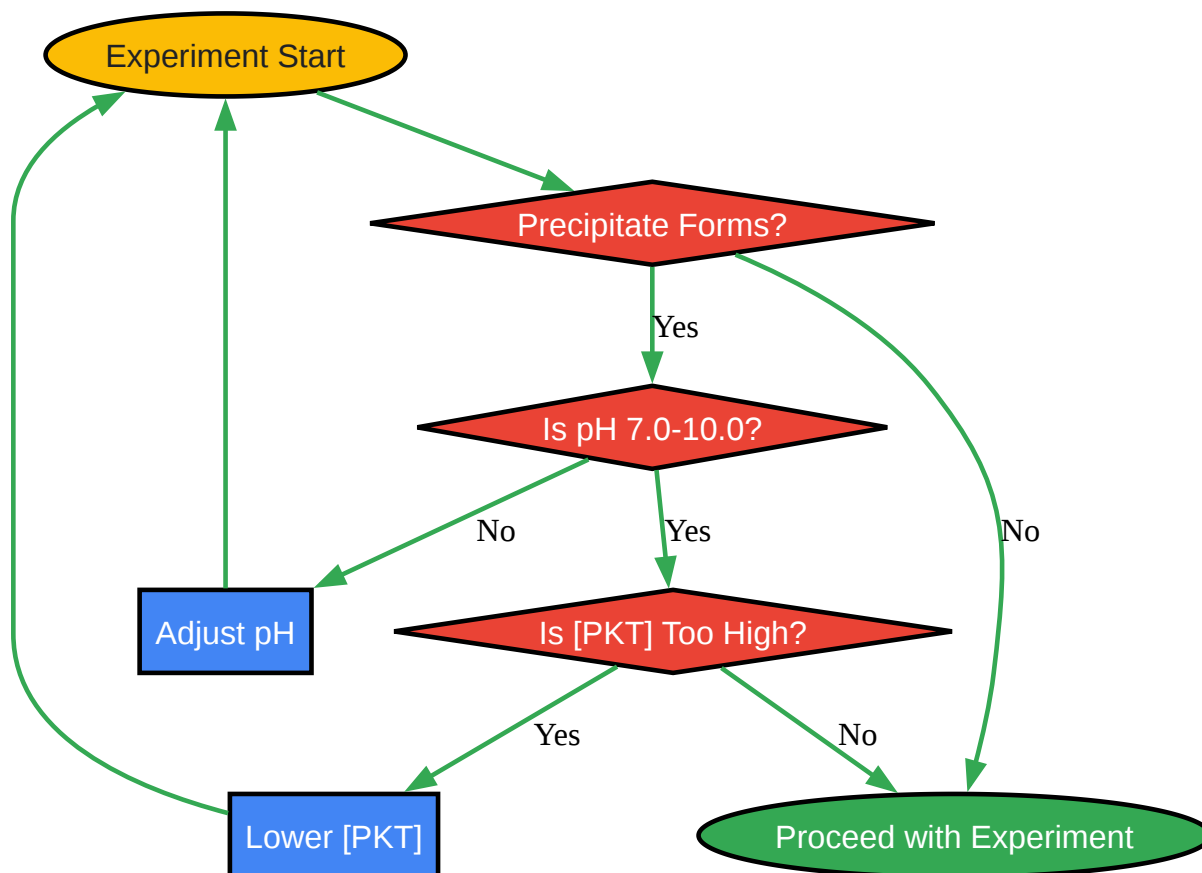 Experiment Start
Precipitate Forms?
Yes
Is pH 7.0-10.0?
No
Yes
No
Adjust pH
Is [PKT] Too High?
Yes
No
Lower [PKT]
Proceed with Experiment